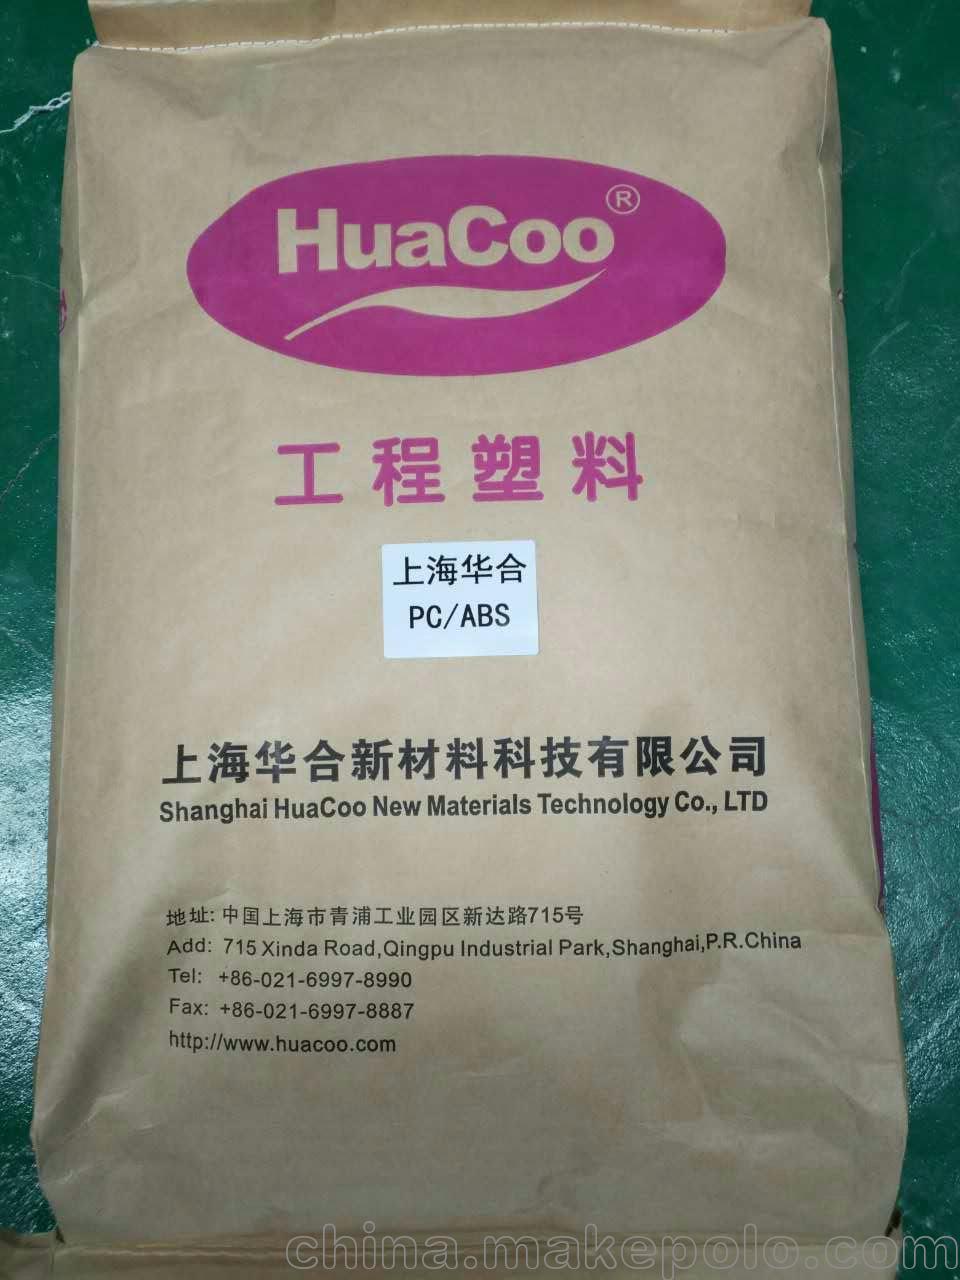 HuaCoo®
工程塑料
上海华合
PC/ABS
上海华合新材料科技有限公司
Shanghai HuaCoo New Materials Technology Co., LTD
地址: 中国上海市青浦工业园区新达路715号
Add: 715 Xinda Road,Qingpu Industrial Park,Shanghai,P.R.China
Tel: +86-021-6997-8990
Fax: +86-021-6997-8887
http://www.huacoo.com
china.makepolo.com